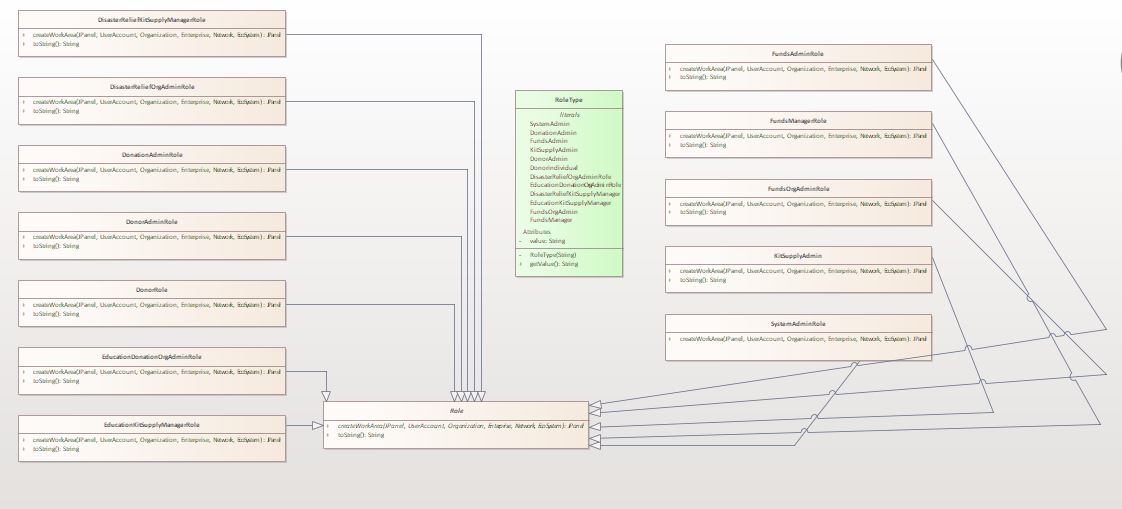 DisasterReliefKitSupplyManagerRole
+ createWorkArea(JPanel, UserAccount, Organization, Enterprise, Network, EcoSystem): JPanel
+ toString(): String
DisasterReliefOrgAdminRole
+ createWorkArea(JPanel, UserAccount, Organization, Enterprise, Network, EcoSystem): JPanel
+ toString(): String
DonationAdminRole
+ createWorkArea(JPanel, UserAccount, Organization, Enterprise, Network, EcoSystem): JPanel
+ toString(): String
DonorAdminRole
+ createWorkArea(JPanel, UserAccount, Organization, Enterprise, Network, EcoSystem): JPanel
+ toString(): String
DonorRole
+ createWorkArea(JPanel, UserAccount, Organization, Enterprise, Network, EcoSystem): JPanel
+ toString(): String
EducationDonationOrgAdminRole
+ createWorkArea(JPanel, UserAccount, Organization, Enterprise, Network, EcoSystem): JPanel
+ toString(): String
EducationKitSupplyManagerRole
+ createWorkArea(JPanel, UserAccount, Organization, Enterprise, Network, EcoSystem): JPanel
+ toString(): String
RoleType
literals
SystemAdmin
DonationAdmin
FundsAdmin
KitSupplyAdmin
DonorAdmin
DonorIndividual
DisasterReliefOrgAdminRole
EducationDonationOrgAdminRole
DisasterReliefKitSupplyManager
EducationKitSupplyManager
FundsOrgAdmin
FundsManager
Attributes
- value: String
- RoleType(String)
+ getValue(): String
Role
+ createWorkArea(JPanel, UserAccount, Organization, Enterprise, Network, EcoSystem): JPanel
+ toString(): String
FundsAdminRole
+ createWorkArea(JPanel, UserAccount, Organization, Enterprise, Network, EcoSystem): JPanel
+ toString(): String
FundsManagerRole
+ createWorkArea(JPanel, UserAccount, Organization, Enterprise, Network, EcoSystem): JPanel
+ toString(): String
FundsOrgAdminRole
+ createWorkArea(JPanel, UserAccount, Organization, Enterprise, Network, EcoSystem): JPanel
+ toString(): String
KitSupplyAdmin
+ createWorkArea(JPanel, UserAccount, Organization, Enterprise, Network, EcoSystem): JPanel
+ toString(): String
SystemAdminRole
+ createWorkArea(JPanel, UserAccount, Organization, Enterprise, Network, EcoSystem): JPanel